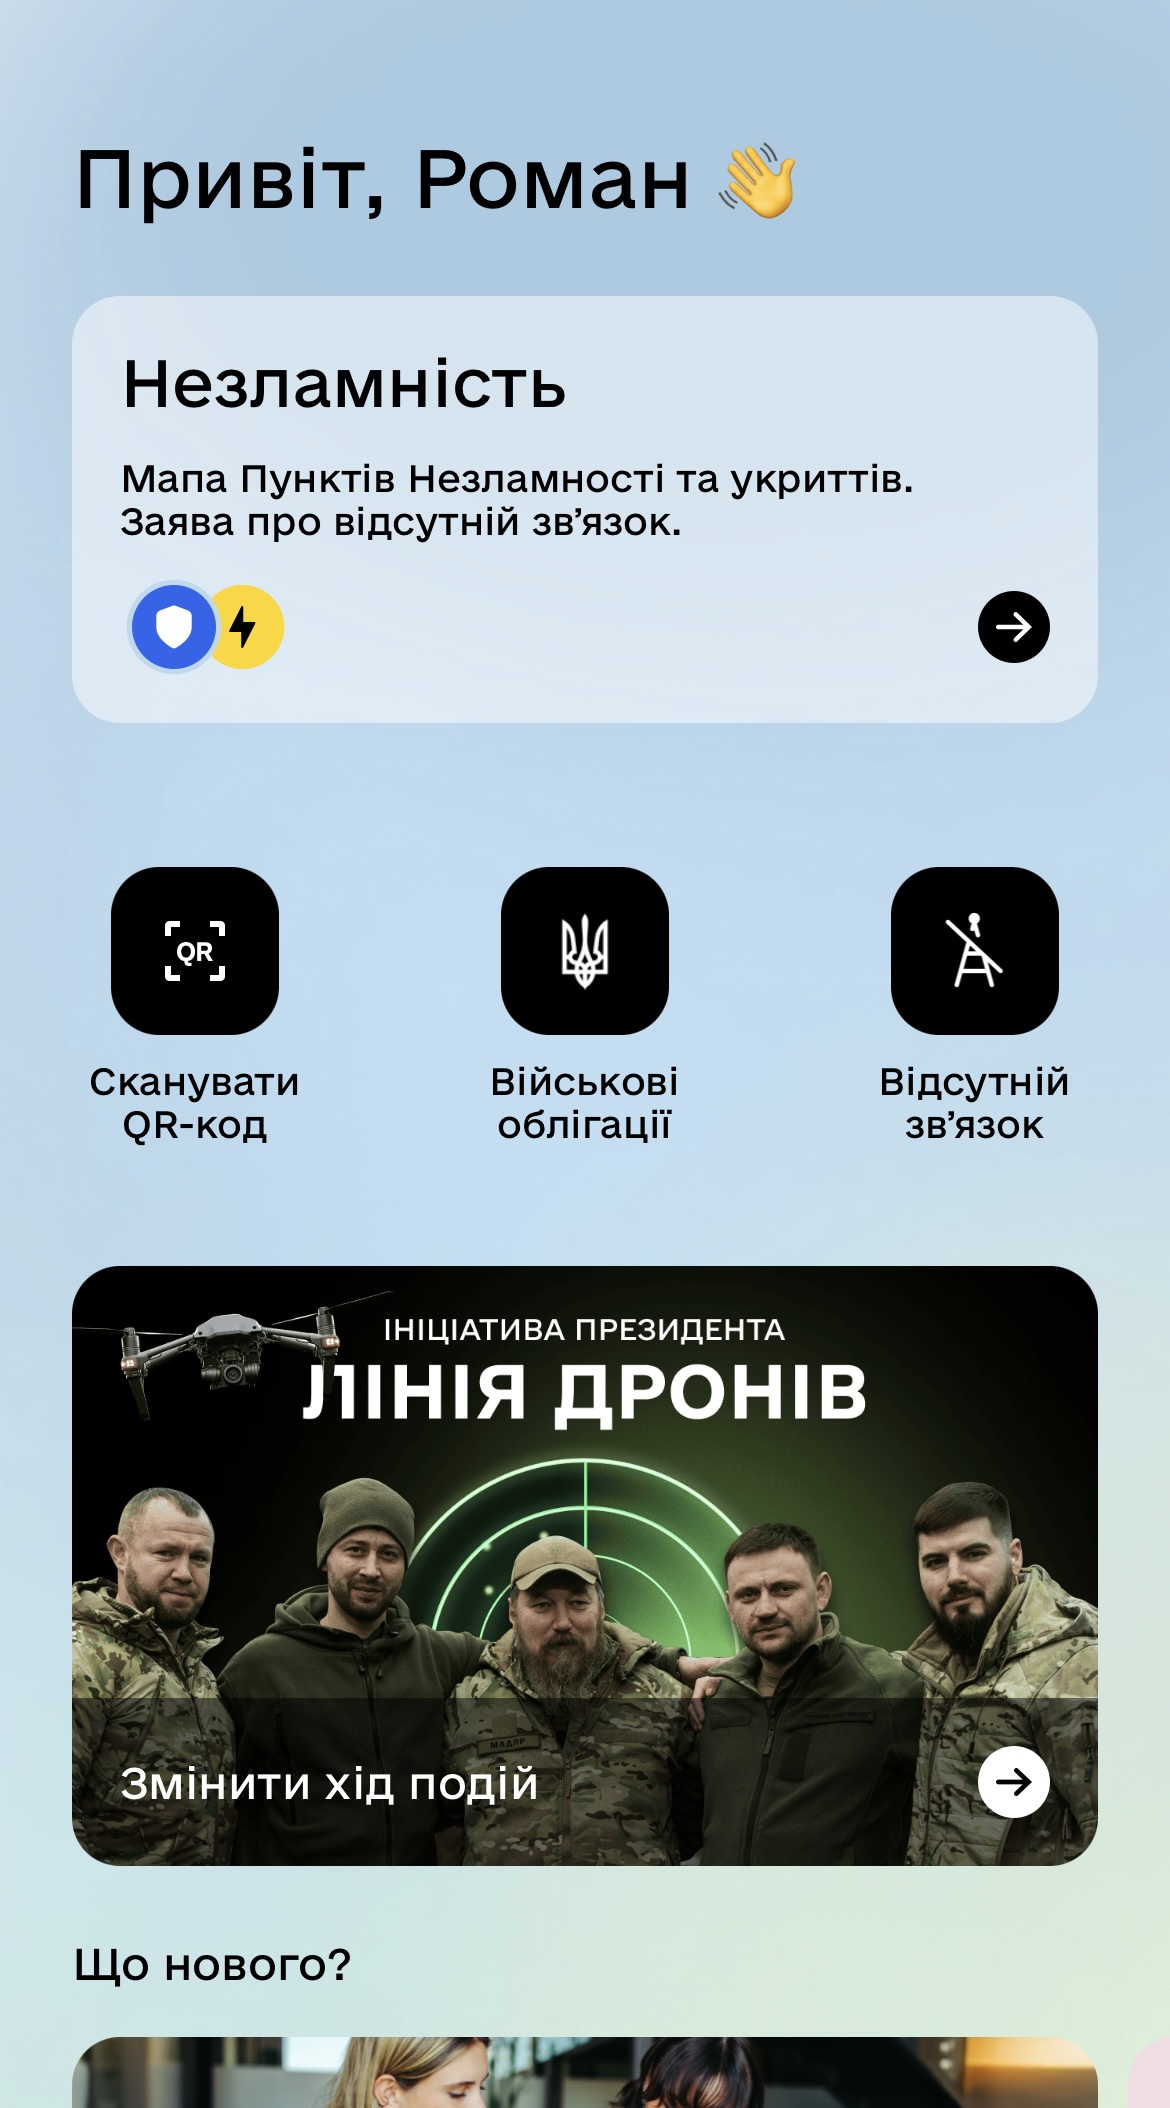 Привіт, Роман 👋
Незламність
Мапа Пунктів Незламності та укриттів.
Заява про відсутній зв’язок.
QR
Сканувати
QR-код
Військові
облігації
Відсутній
зв’язок
ІНІЦІАТИВА ПРЕЗИДЕНТА
ЛІНІЯ ДРОНІВ
МАДЯР
Змінити хід подій
Що нового?